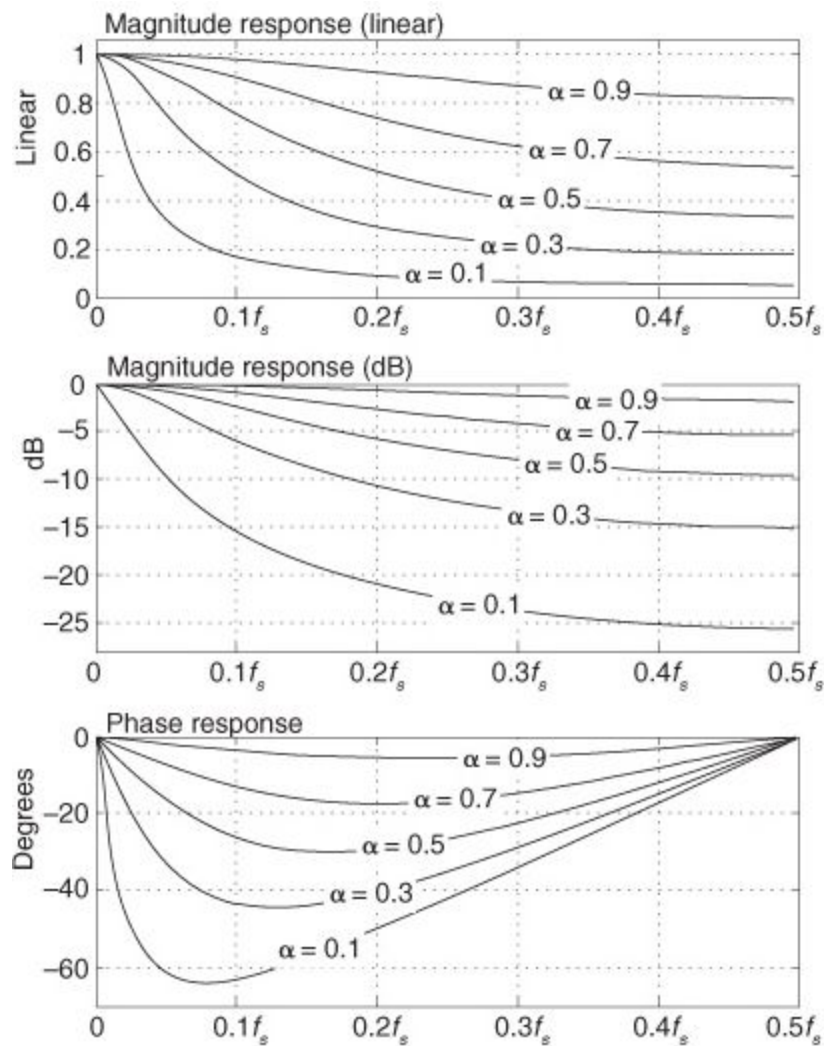 Magnitude response (linear)
Linear
1
0.8
0.6
0.4
0.2
0
α = 0.9
α = 0.7
α = 0.5
α = 0.3
α = 0.1
0 0.1fs 0.2fs 0.3fs 0.4fs 0.5fs
Magnitude response (dB)
dB
0
−5
−10
−15
−20
−25
α = 0.9
α = 0.7
α = 0.5
α = 0.3
α = 0.1
0 0.1fs 0.2fs 0.3fs 0.4fs 0.5fs
Phase response
Degrees
0
−20
−40
−60
α = 0.9
α = 0.7
α = 0.5
α = 0.3
α = 0.1
0 0.1fs 0.2fs 0.3fs 0.4fs 0.5fs